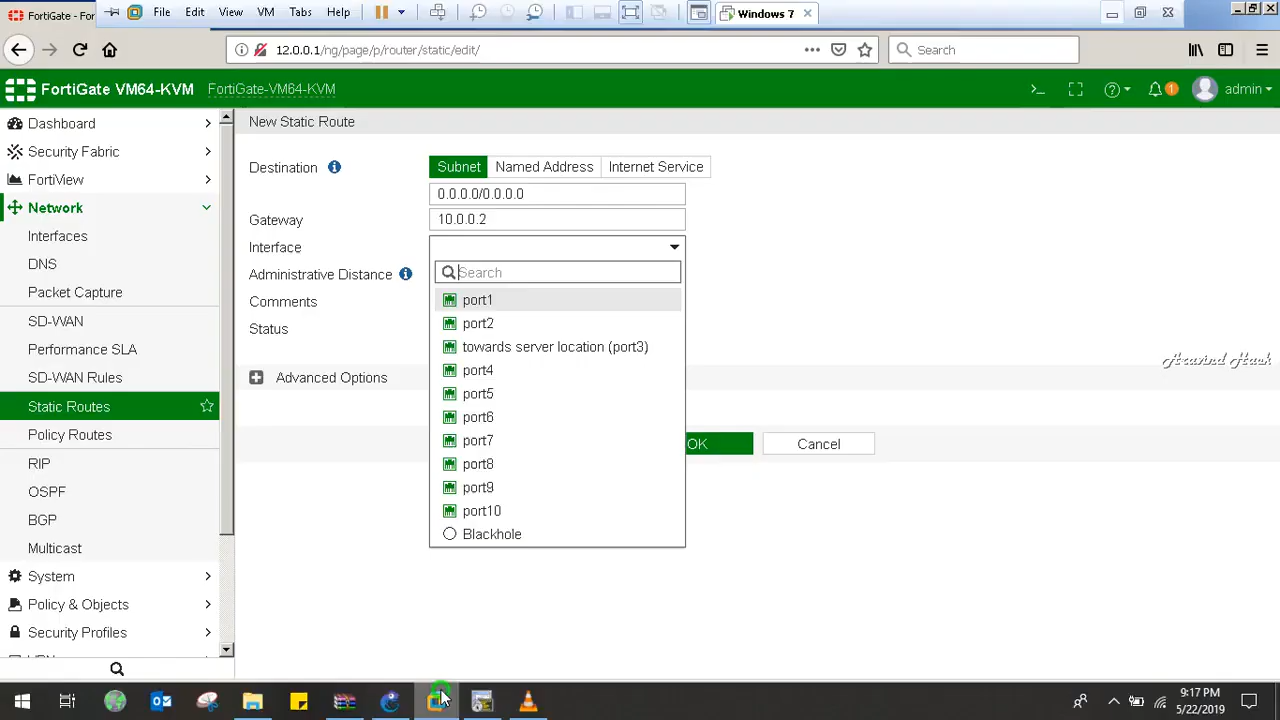 FortiGate - For
File Edit View VM Tabs Help
Windows 7
12.0.0.1/ng/page/p/router/static/edit/
Search
FortiGate VM64-KVM
FortiGate-VM64-KVM
1
admin
Dashboard
Security Fabric
FortiView
Network
Interfaces
DNS
Packet Capture
SD-WAN
Performance SLA
SD-WAN Rules
Static Routes
Policy Routes
RIP
OSPF
BGP
Multicast
System
Policy & Objects
Security Profiles
New Static Route
Destination
Subnet
Named Address
Internet Service
0.0.0.0/0.0.0.0
Gateway
10.0.0.2
Interface
Administrative Distance
Search
Comments
Status
port1
port2
towards server location (port3)
port4
port5
port6
port7
port8
port9
port10
Blackhole
Advanced Options
OK
Cancel
Aravind Hask
9:17 PM
5/22/2019